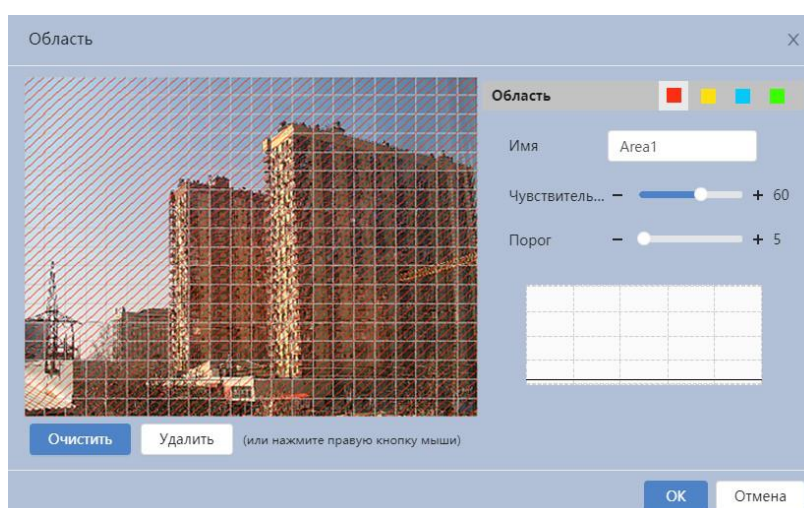 Область
Область
Имя Area1
Чувствитель... 60
Порог 5
Очистить Удалить (или нажмите правую кнопку мыши)
OK Отмена